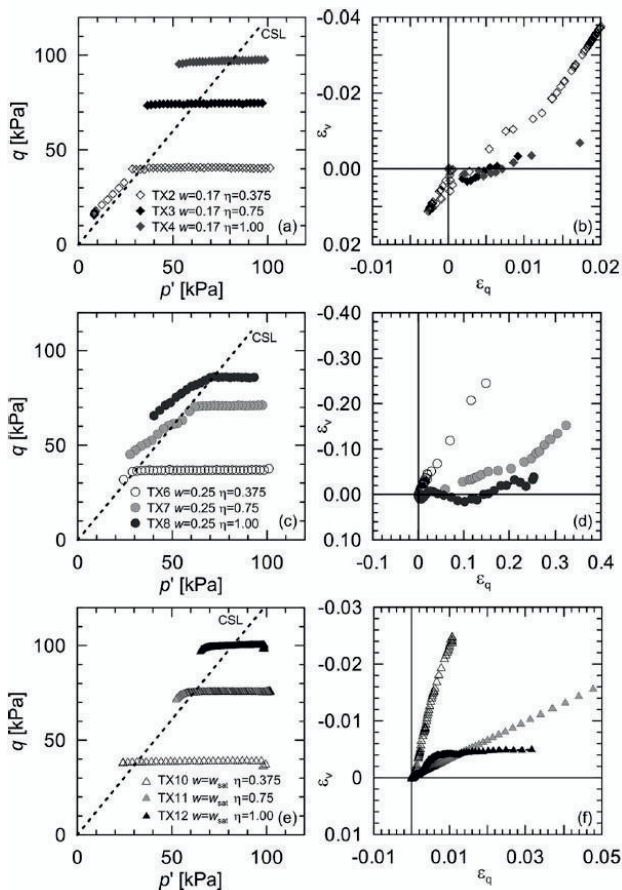 CSL
100
50
0
q [kPa]
TX2 w=0.17 η=0.375
TX3 w=0.17 η=0.75
TX4 w=0.17 η=1.00
(a)
0 50 100
p' [kPa]
-0.04
-0.02
0.00
0.02
εv
(b)
-0.01 0 0.01 0.02
εq
CSL
100
50
0
q [kPa]
TX6 w=0.25 η=0.375
TX7 w=0.25 η=0.75
TX8 w=0.25 η=1.00
(c)
0 50 100
p' [kPa]
-0.40
-0.30
-0.20
-0.10
0.00
0.10
εv
(d)
-0.1 0 0.1 0.2 0.3 0.4
εq
CSL
100
50
0
q [kPa]
TX10 w=wsat η=0.375
TX11 w=wsat η=0.75
TX12 w=wsat η=1.00
(e)
0 50 100
p' [kPa]
-0.03
-0.02
-0.01
0
0.01
εv
(f)
-0.01 0 0.01 0.02 0.03 0.04 0.05
εq